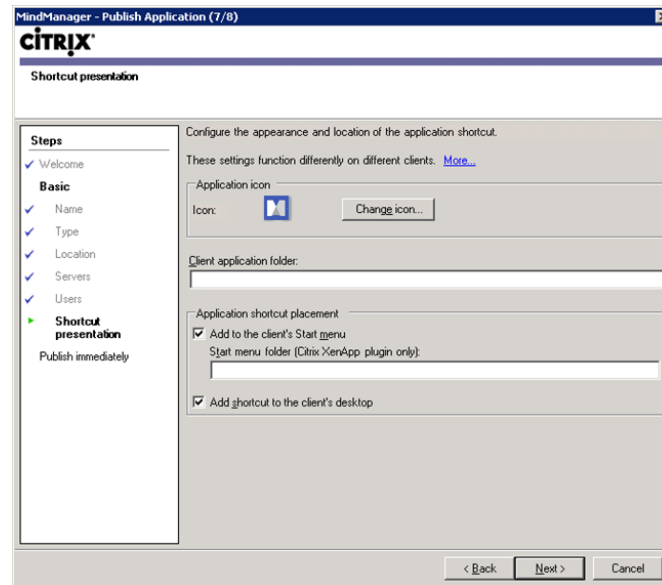 MindManager - Publish Application (7/8)
CITRIX
Shortcut presentation
Steps
Welcome
Basic
Name
Type
Location
Servers
Users
Shortcut
presentation
Publish immediately
Configure the appearance and location of the application shortcut.
These settings function differently on different clients. More...
Application icon
Icon: Change icon...
Client application folder:
Application shortcut placement
Add to the client's Start menu
Start menu folder (Citrix XenApp plugin only):
Add shortcut to the client's desktop
< Back Next > Cancel